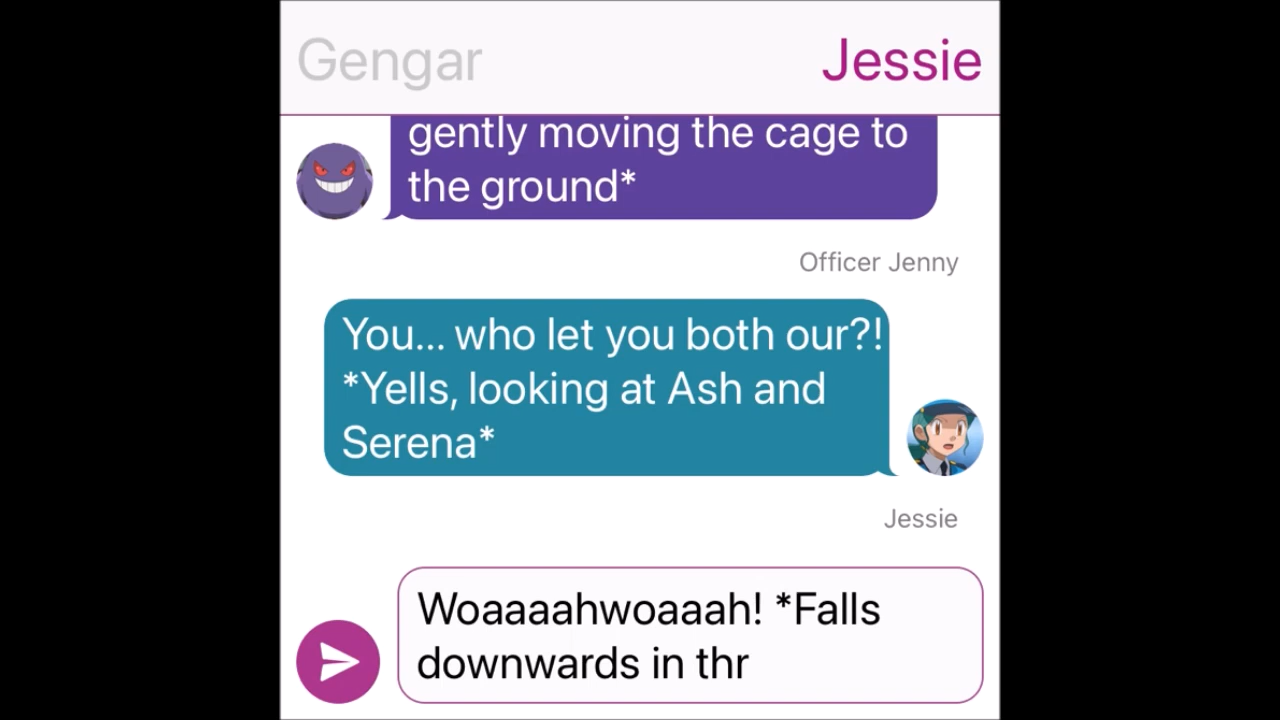 Gengar
Jessie
gently moving the cage to
the ground*
Officer Jenny
You... who let you both our?!
*Yells, looking at Ash and
Serena*
Jessie
Woaaaahwoaaah! *Falls
downwards in thr